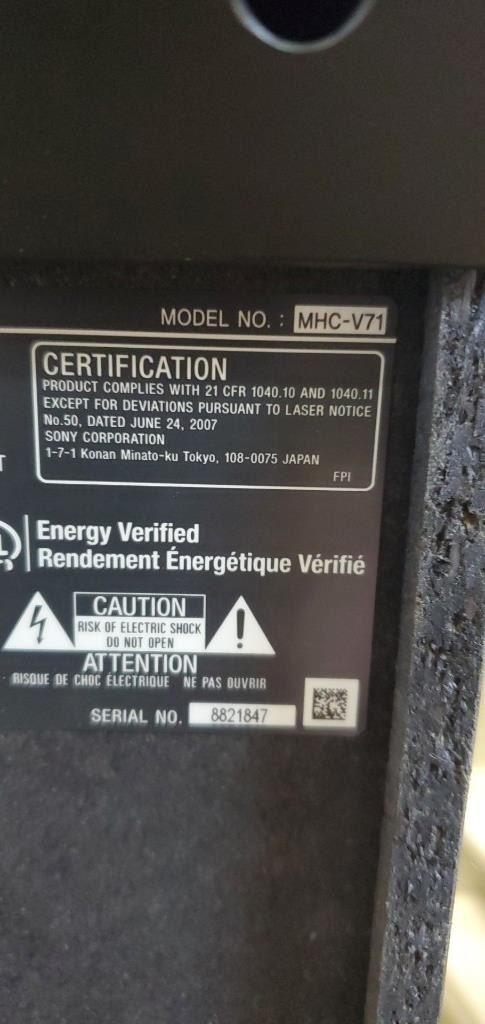 MODEL NO. : MHC-V71
CERTIFICATION
PRODUCT COMPLIES WITH 21 CFR 1040.10 AND 1040.11
EXCEPT FOR DEVIATIONS PURSUANT TO LASER NOTICE
No.50, DATED JUNE 24, 2007
SONY CORPORATION
1-7-1 Konan Minato-ku Tokyo, 108-0075 JAPAN
FPI
T
Energy Verified
Rendement Énergétique Vérifié
CAUTION
RISK OF ELECTRIC SHOCK
DO NOT OPEN
ATTENTION
RISQUE DE CHOC ÉLECTRIQUE NE PAS OUVRIR
SERIAL NO. 8821847